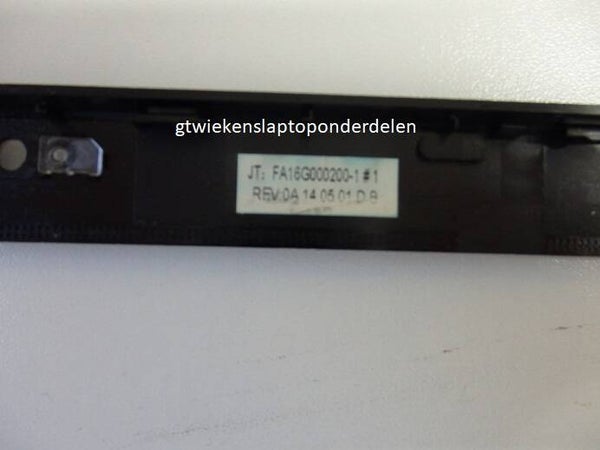 gtwiekenslaptoponderdelen
JT: FA16G000200-1 #1
REV:0A 14 05 01 D B